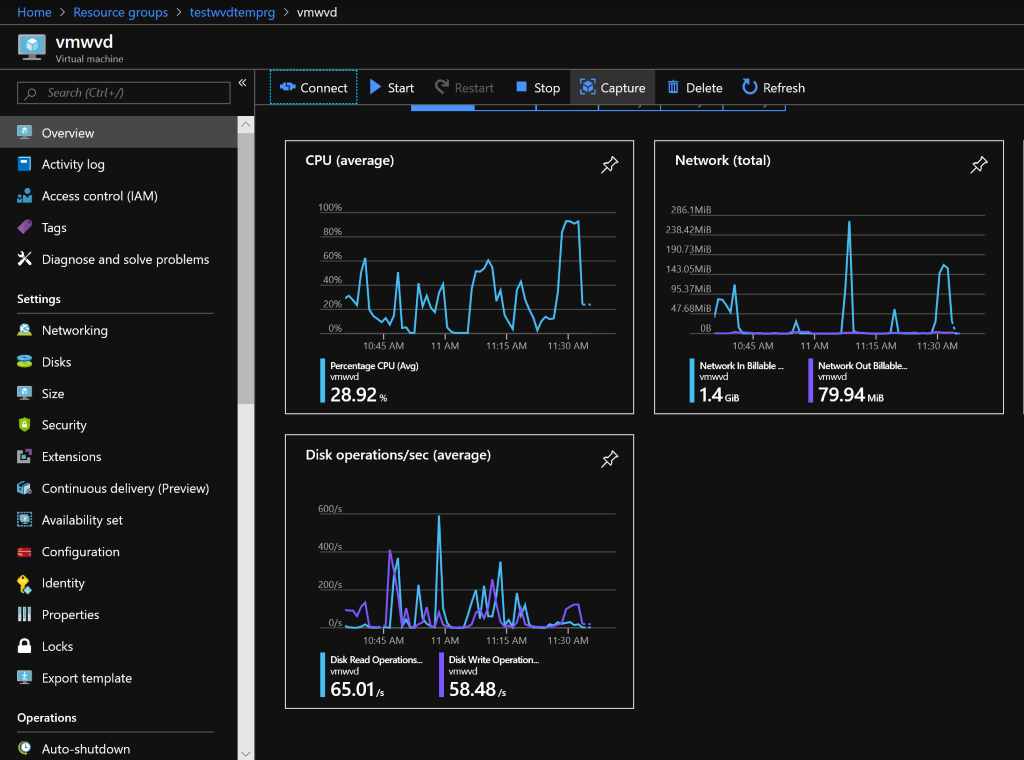 Home > Resource groups > testwvdtemprg > vmwvd
vmwvd
Virtual machine
Search (Ctrl+/)
«
Connect
Start
Restart
Stop
Capture
Delete
Refresh
Overview
Activity log
Access control (IAM)
Tags
Diagnose and solve problems
Settings
Networking
Disks
Size
Security
Extensions
Continuous delivery (Preview)
Availability set
Configuration
Identity
Properties
Locks
Export template
Operations
Auto-shutdown
CPU (average)
100%
80%
60%
40%
20%
0%
10:45 AM 11 AM 11:15 AM 11:30 AM
Percentage CPU (Avg)
vmwvd
28.92 %
Network (total)
286.1MiB
238.42MiB
190.73MiB
143.05MiB
95.37MiB
47.68MiB
0B
10:45 AM 11 AM 11:15 AM 11:30 AM
Network In Billable ...
vmwvd
1.4 GiB
Network Out Billable...
vmwvd
79.94 MiB
Disk operations/sec (average)
600/s
400/s
200/s
0/s
10:45 AM 11 AM 11:15 AM 11:30 AM
Disk Read Operations...
vmwvd
65.01 /s
Disk Write Operation...
vmwvd
58.48 /s